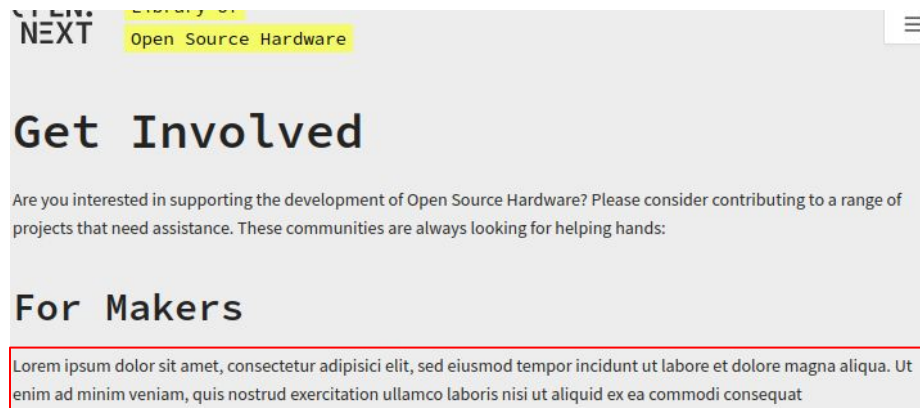 NEXT
Open Source Hardware
Get Involved
Are you interested in supporting the development of Open Source Hardware? Please consider contributing to a range of
projects that need assistance. These communities are always looking for helping hands:
For Makers
Lorem ipsum dolor sit amet, consectetur adipisici elit, sed eiusmod tempor incidunt ut labore et dolore magna aliqua. Ut
enim ad minim veniam, quis nostrud exercitation ullamco laboris nisi ut aliquid ex ea commodi consequat